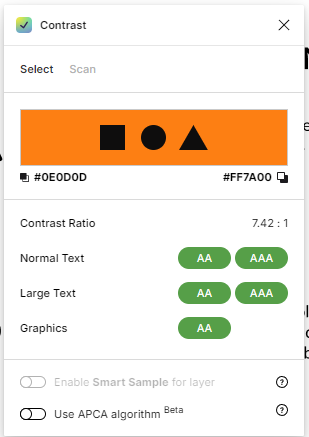 Contrast
Select Scan
#0E0D0D #FF7A00
Contrast Ratio 7.42 : 1
Normal Text AA AAA
Large Text AA AAA
Graphics AA
Enable Smart Sample for layer ?
Use APCA algorithm Beta ?